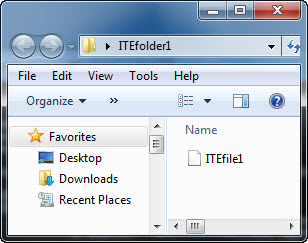 ITEfolder1
File Edit View Tools Help
Organize »
Favorites
Name
Desktop
ITEfile1
Downloads
Recent Places